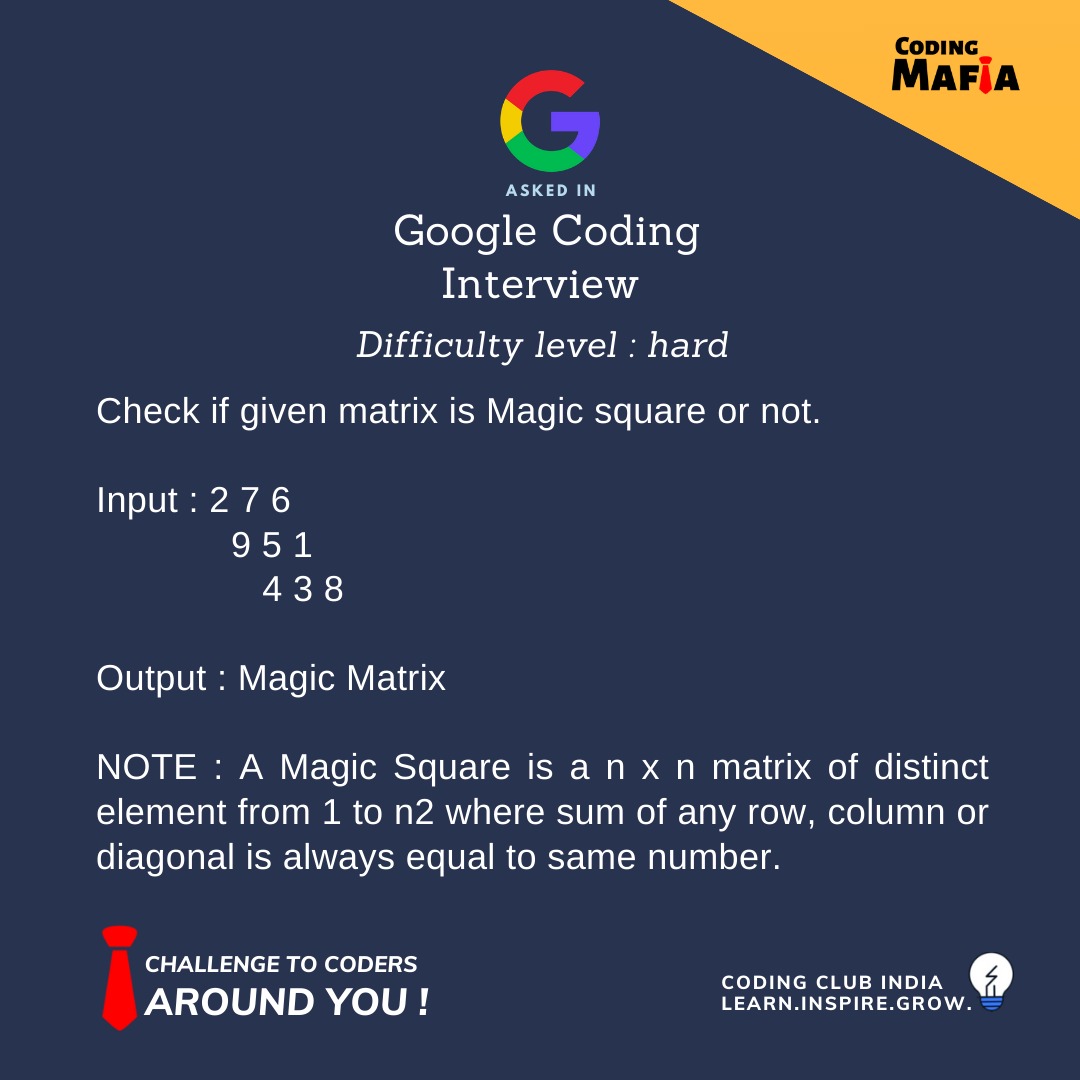 CODING
MAFIA
ASKED IN
Google Coding
Interview
Difficulty level : hard
Check if given matrix is Magic square or not.
Input : 2 7 6
9 5 1
4 3 8
Output : Magic Matrix
NOTE : A Magic Square is a n x n matrix of distinct
element from 1 to n2 where sum of any row, column or
diagonal is always equal to same number.
CHALLENGE TO CODERS
AROUND YOU !
CODING CLUB INDIA
LEARN.INSPIRE.GROW.